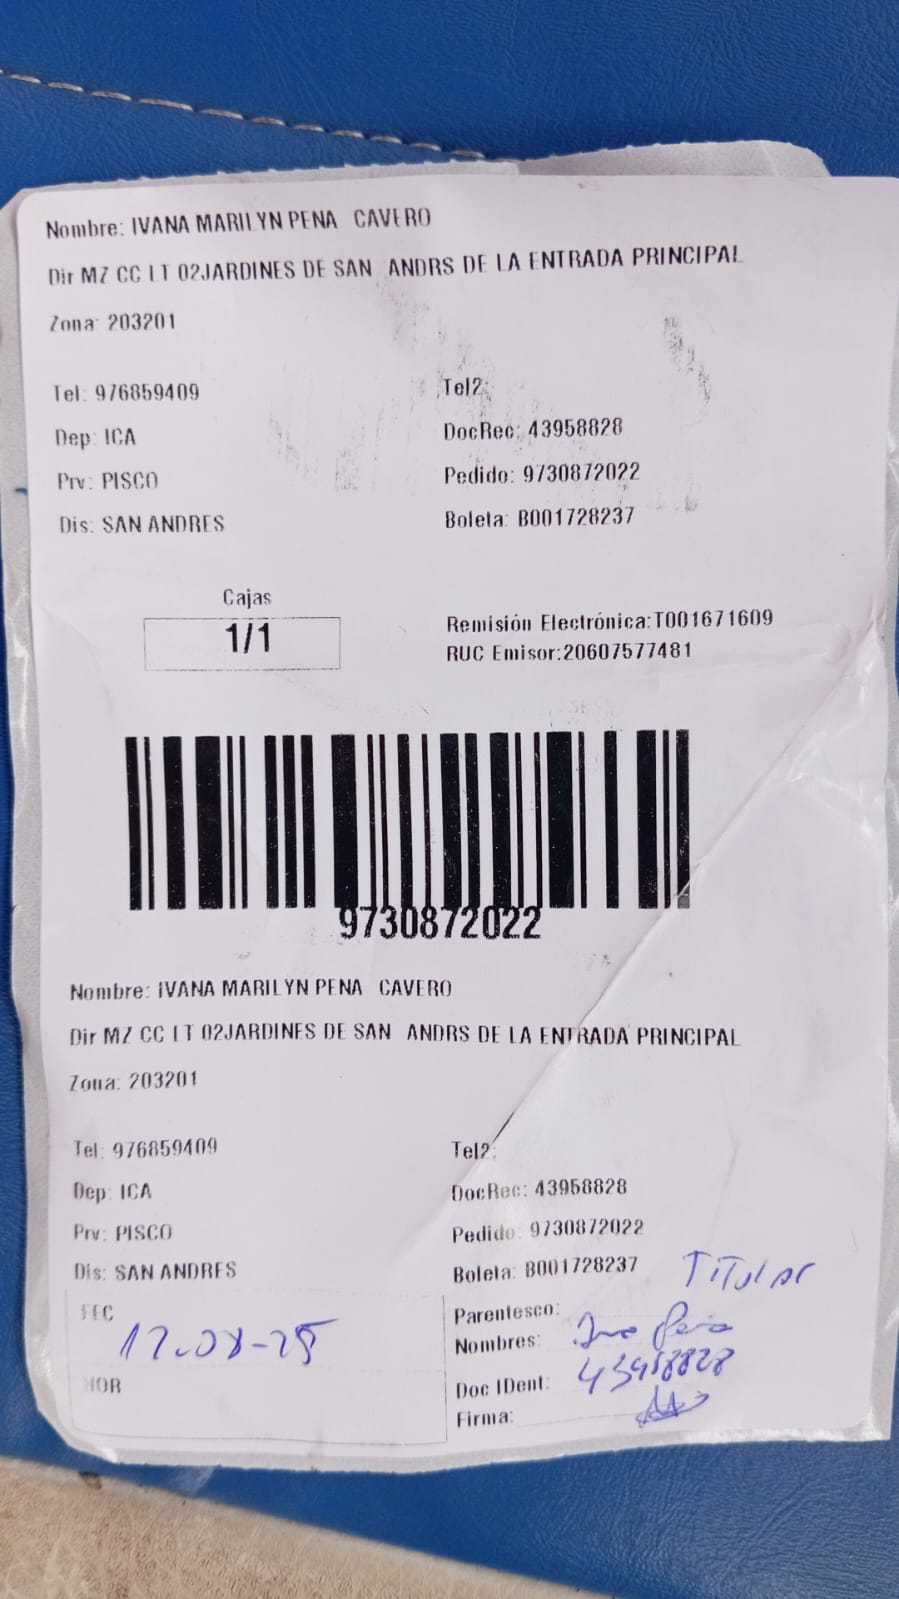 Nombre: IVANA MARILYN PENA CAVERO
Dir MZ CC LT 02JARDINES DE SAN ANDRS DE LA ENTRADA PRINCIPAL
Zona: 203201
Tel: 976859409 Tel2:
Dep: ICA DocRec: 43958828
Prv: PISCO Pedido: 9730872022
Dis: SAN ANDRES Boleta: B001728237
Cajas
1/1
Remisión Electrónica:T001671609
RUC Emisor:20607577481
9730872022
Nombre: IVANA MARILYN PENA CAVERO
Dir MZ CC LT 02JARDINES DE SAN ANDRS DE LA ENTRADA PRINCIPAL
Zona: 203201
Tel: 976859409 Tel2:
Dep: ICA DocRec: 43958828
Prv: PISCO Pedido: 9730872022
Dis: SAN ANDRES Boleta: B001728237
FEC Parentesco: Titular
12-08-25 Nombres: Peña
HOR Doc IDent: 43958828
Firma: